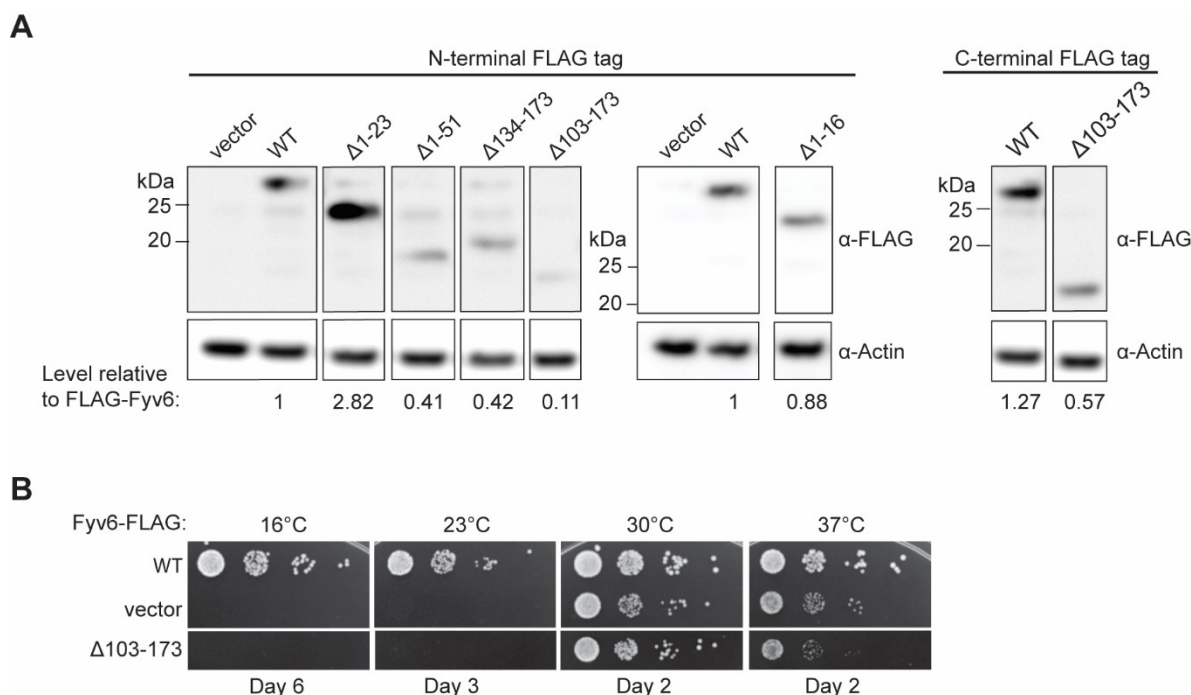 A
N-terminal FLAG tag
C-terminal FLAG tag
vector WT Δ1-23 Δ1-51 Δ134-173 Δ103-173 vector WT Δ1-16 WT Δ103-173
kDa
25
20
kDa
25
20
α-FLAG
kDa
25
20
α-FLAG
α-Actin
α-Actin
Level relative
to FLAG-Fyv6: 1 2.82 0.41 0.42 0.11 1 0.88 1.27 0.57
B
Fyv6-FLAG: 16°C 23°C 30°C 37°C
WT
vector
Δ103-173
Day 6 Day 3 Day 2 Day 2